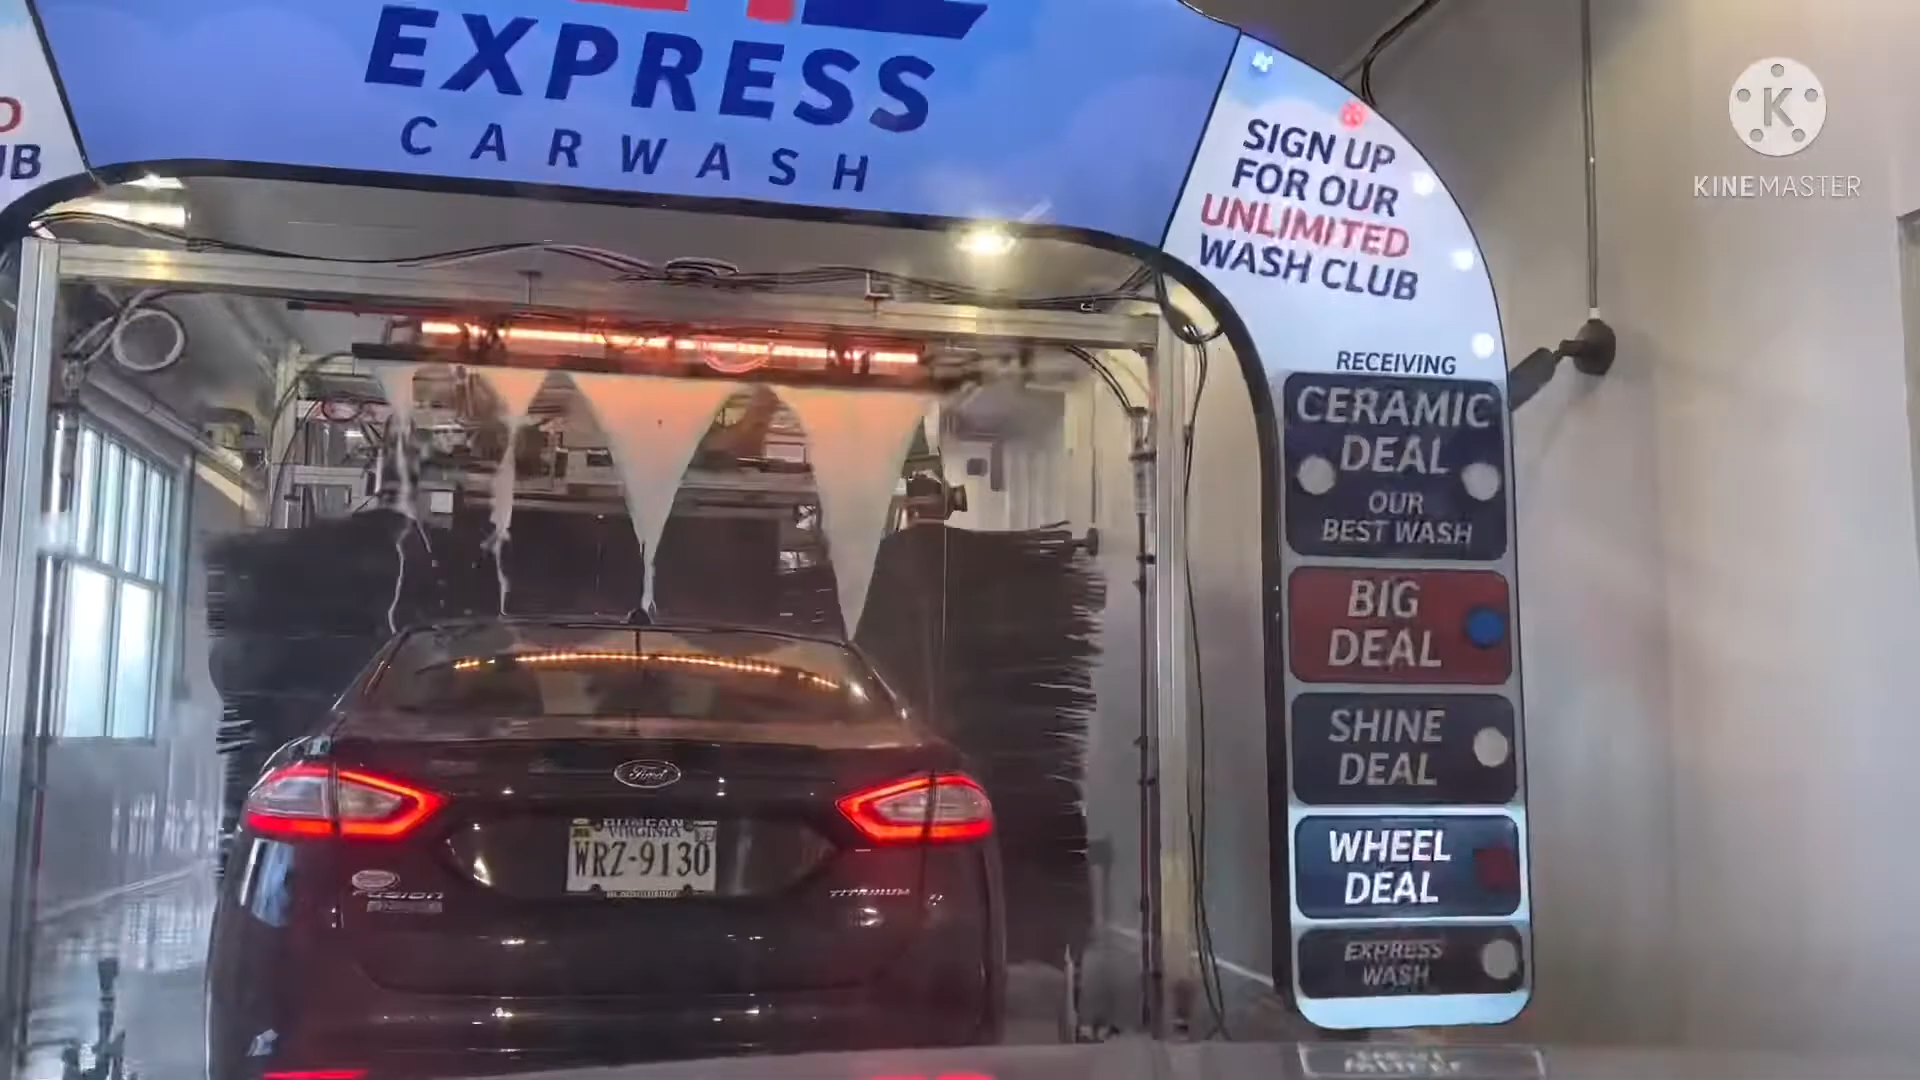 EXPRESS
CARWASH
UB
SIGN UP
FOR OUR
UNLIMITED
WASH CLUB
RECEIVING
CERAMIC
DEAL
OUR
BEST WASH
BIG
DEAL
SHINE
DEAL
WHEEL
DEAL
EXPRESS
WASH
KINEMASTER
Ford
VIRGINIA
WRZ-9130
FUSION
TITANIUM